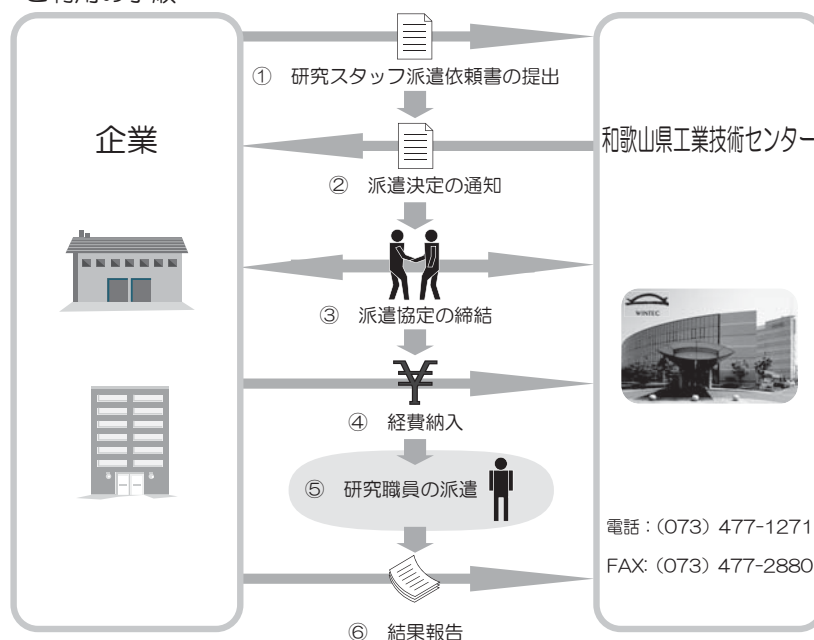 ご利用の手順
① 研究スタッフ派遣依頼書の提出
企業
和歌山県工業技術センター
② 派遣決定の通知
③ 派遣協定の締結
WINTEC
④ 経費納入
⑤ 研究職員の派遣
電話：(073) 477-1271
FAX: (073) 477-2880
⑥ 結果報告